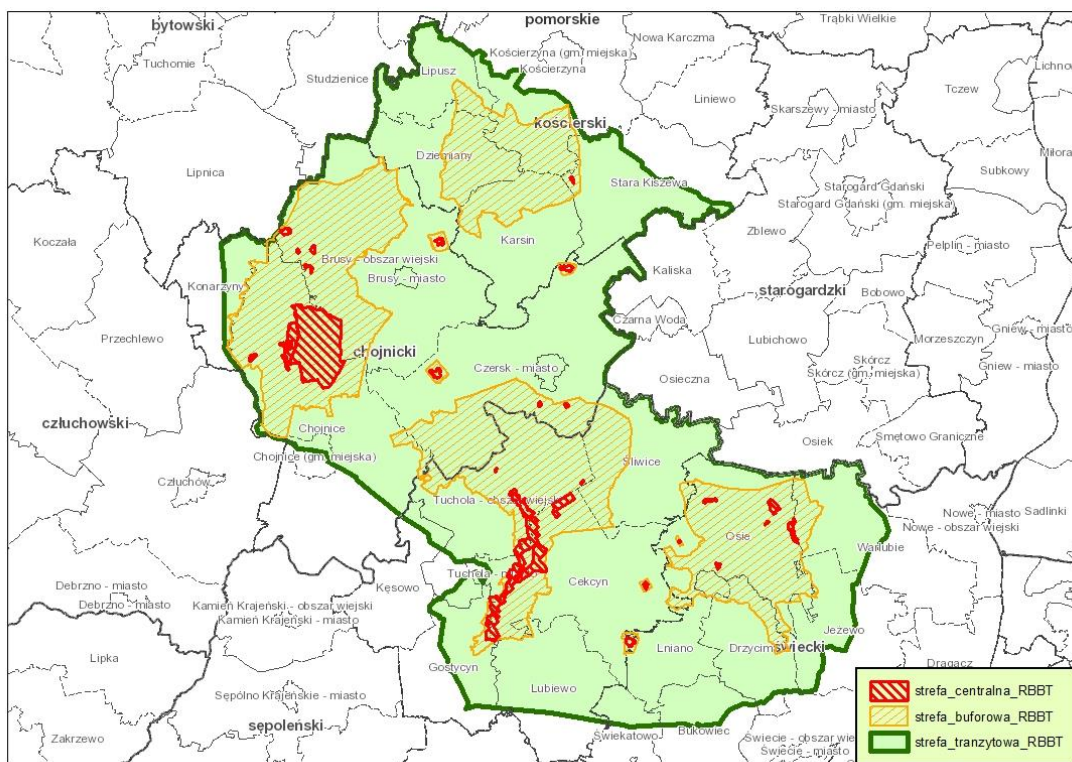 bytowski
pomorskie
Trąbki Wielkie
Tuchomie
Kościerzyna (gm. miejska)
Nowa Karczma
Kościerzyna
Studzienice
Lipusz
Liniewo
Tczew
Lichnow
Skarszewy - miasto
kościerski
Dziemiany
Miłora
Lipnica
Subkowy
Stara Kiszewa
Starogard Gdański
Starogard Gdański (gm. miejska)
Koczała
Zblewo
Karsin
Pelplin - miasto
Brusy - obszar wiejski
Brusy - miasto
Kaliska
Konarzyny
starogardzki
Bobowo
Czarna Woda
Gniew - miasto
Przechlewo
Lubichowo
Morzeszczyn
chojnicki
Skórcz
Skórcz (gm. miejska)
Gniew - miasto
Czersk - miasto
Osieczna
człuchowski
Chojnice
Smętowo Graniczne
Osiek
Chojnice (gm. miejska)
Śliwice
Człuchów
Tuchola - obszar wiejski
Nowe - miasto
Sadlinki
Nowe - obszar wiejski
Osie
Warlubie
Tuchola - m
Cekcyn
Debrzno - miasto
Kęsowo
Debrzno - miasto
Kamień Krajeński - obszar wiejski
Kamień Krajeński - miasto
Jeżewo
Lniano
Drzycim
świecki
Lipka
Gostycyn
Dragacz
Lubiewo
Sępólno Krajeńskie - miasto
sępoleński
Zakrzewo
Świekatowo
Bukowiec
Świecie - obszar wie
Świecie - miasto
strefa_centralna_RBBT
strefa_buforowa_RBBT
strefa_tranzytowa_RBBT